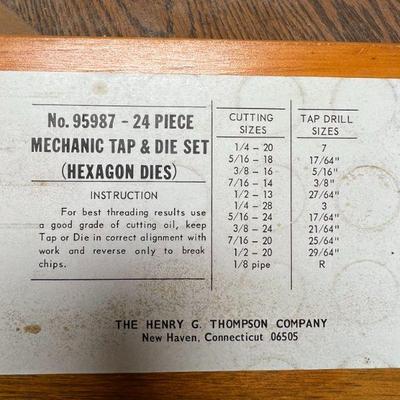 No. 95987 - 24 PIECE
MECHANIC TAP & DIE SET
(HEXAGON DIES)
INSTRUCTION
For best threading results use
a good grade of cutting oil, keep
Tap or Die in correct alignment with
work and reverse only to break
chips.
CUTTING SIZES
TAP DRILL SIZES
1/4 - 20 7
5/16 - 18 17/64"
3/8 - 16 5/16"
7/16 - 14 3/8"
1/2 - 13 27/64"
1/4 - 28 3
5/16 - 24 17/64"
3/8 - 24 21/64"
7/16 - 20 25/64"
1/2 - 20 29/64"
1/8 pipe R
THE HENRY G. THOMPSON COMPANY
New Haven, Connecticut 06505